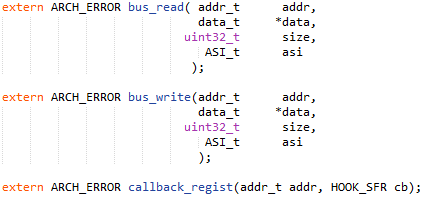 extern ARCH_ERROR bus_read( addr_t      addr,
                            data_t     *data,
                          uint32_t      size,
                             ASI_t      asi
                           );
extern ARCH_ERROR bus_write(addr_t      addr,
                            data_t     *data,
                          uint32_t      size,
                             ASI_t      asi
                            );
extern ARCH_ERROR callback_regist(addr_t addr, HOOK_SFR cb);